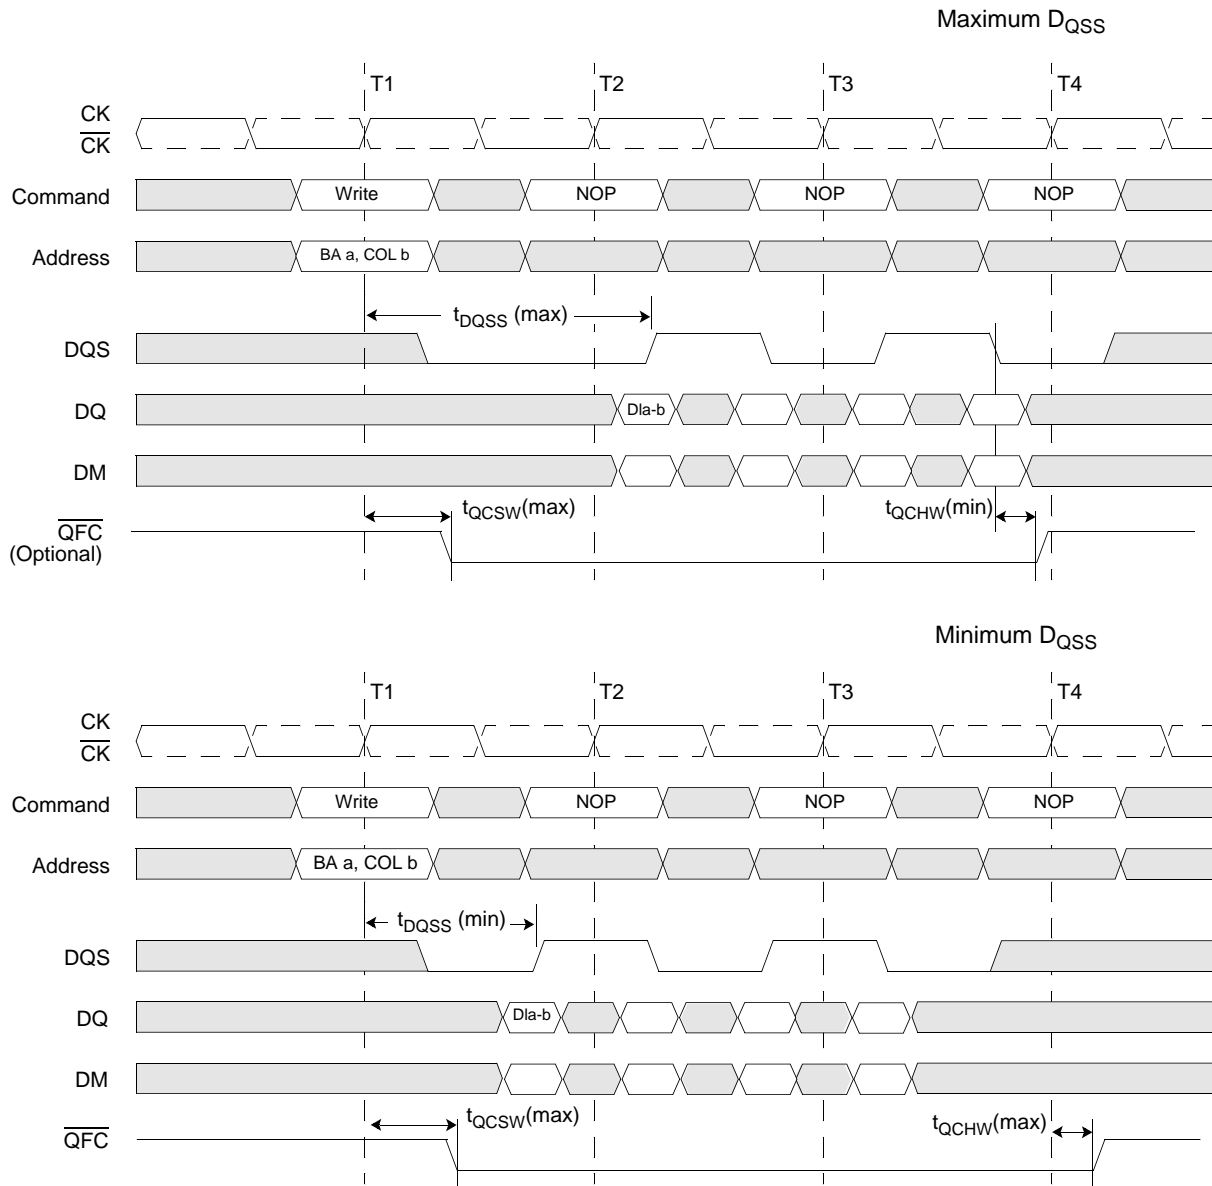 Maximum DQSS
T1 T2 T3 T4
CK
CK
Command Write NOP NOP NOP
Address BA a, COL b
tDQSS (max)
DQS
DQ Dla-b
DM
tQCSW(max) tQCHW(min)
QFC
(Optional)
Minimum DQSS
T1 T2 T3 T4
CK
CK
Command Write NOP NOP NOP
Address BA a, COL b
tDQSS (min)
DQS
DQ Dla-b
DM
tQCSW(max) tQCHW(max)
QFC